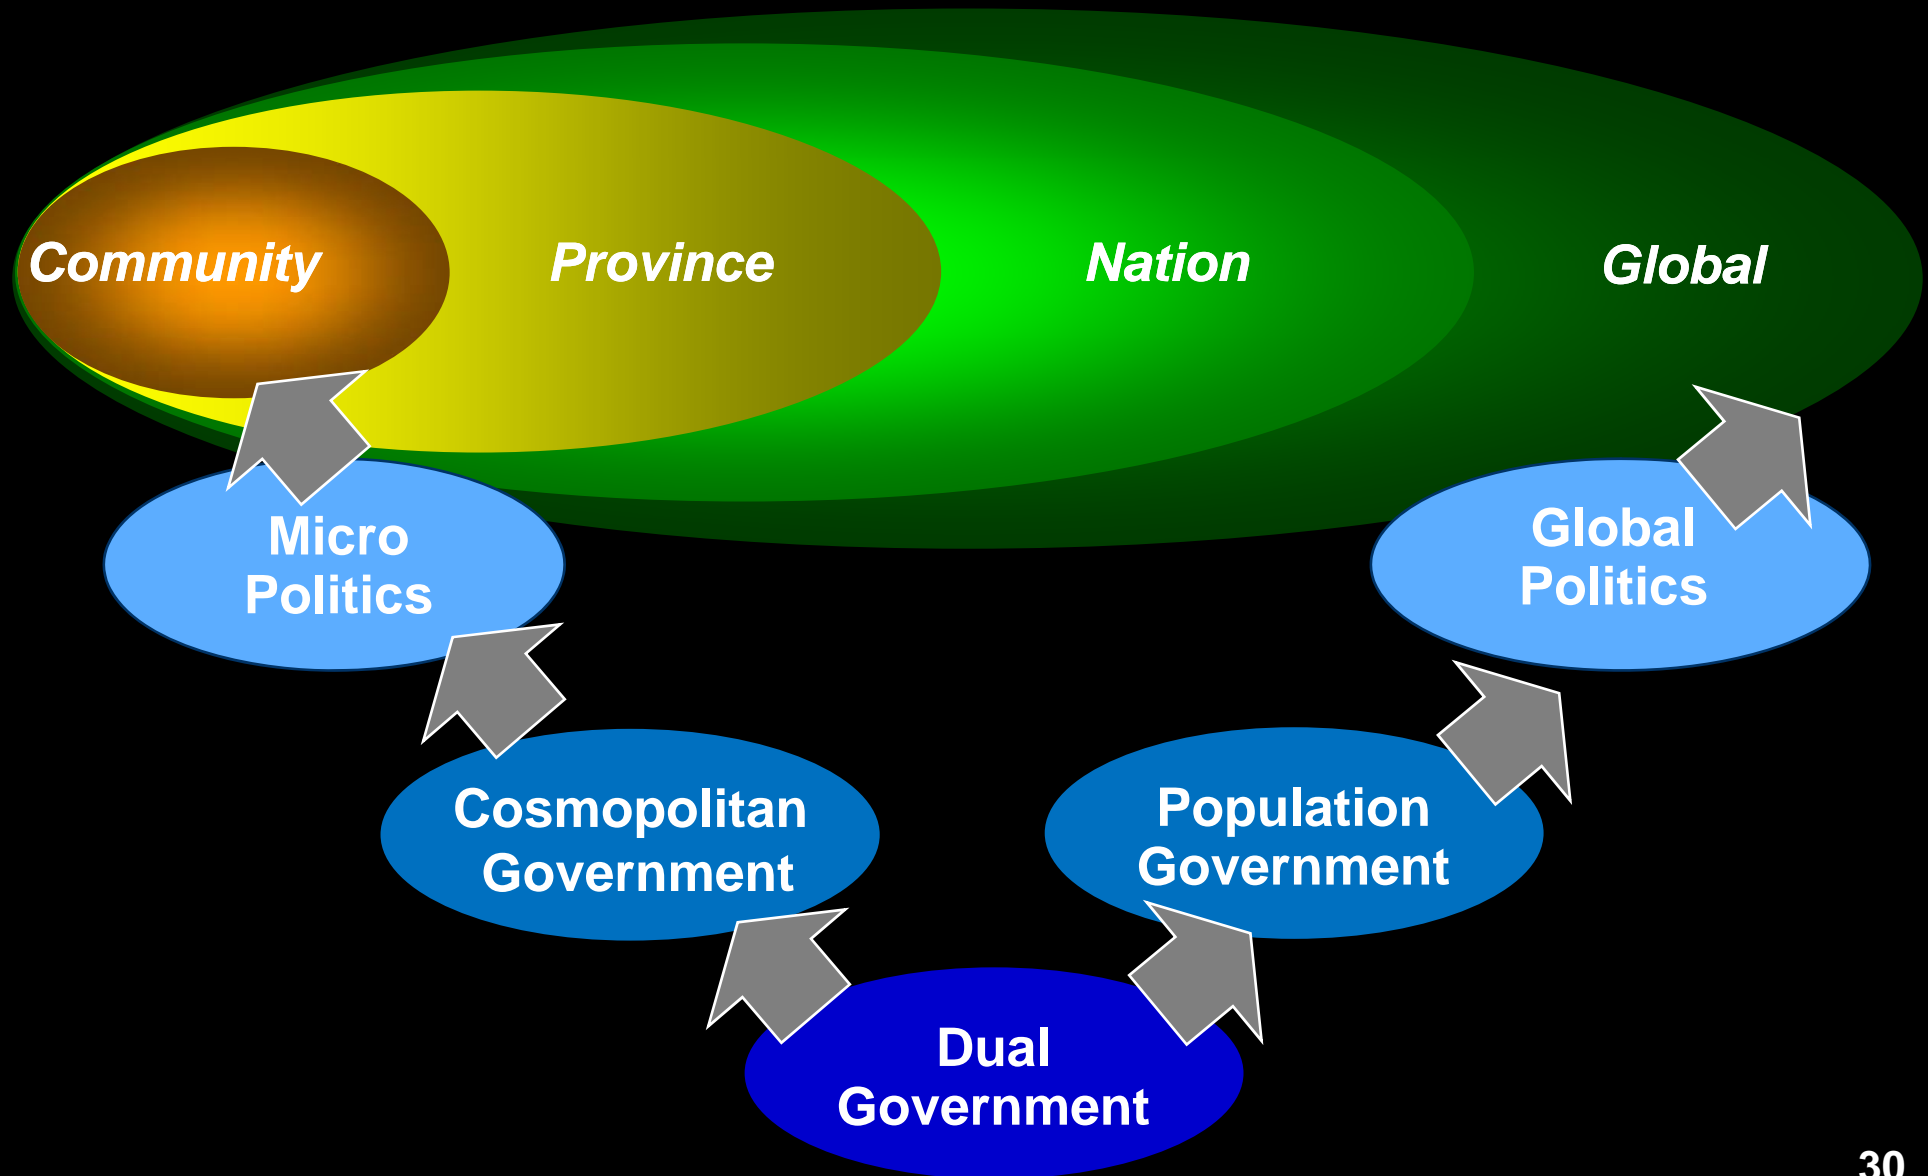 Community
Province
Nation
Global
Micro
Politics
Global
Politics
Cosmopolitan
Government
Population
Government
Dual
Government
30